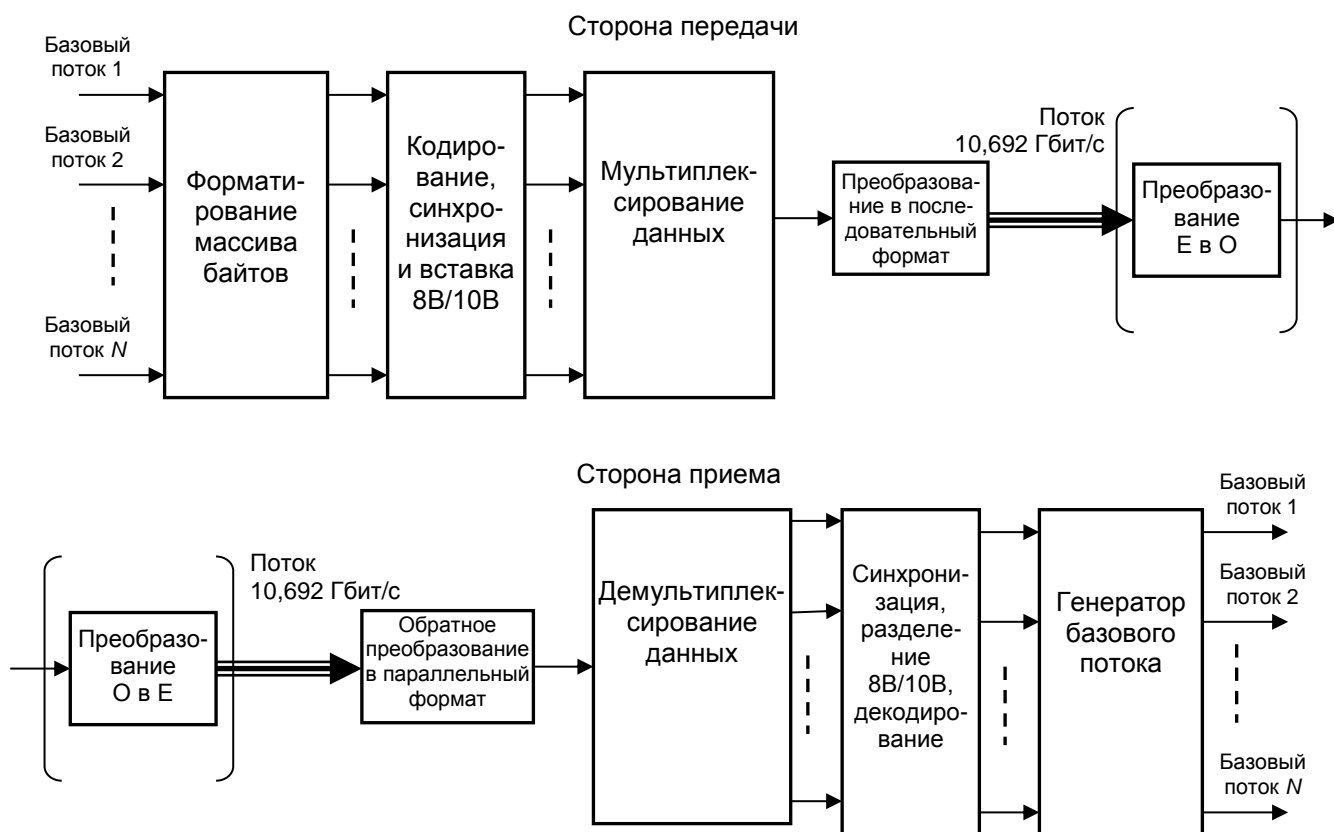 Сторона передачи
Базовый
поток 1
Базовый
поток 2
Базовый
поток N
Формати-
рование
массива
байтов
Кодиро-
вание,
синхро-
низация
и вставка
8B/10B
Мультиплек-
сирование
данных
Преобразова-
ние в после-
довательный
формат
Поток
10,692 Гбит/с
Преобразо-
вание
E в O
Сторона приема
Преобразо-
вание
O в E
Поток
10,692 Гбит/с
Обратное
преобразование
в параллельный
формат
Демультиплек-
сирование
данных
Синхрони-
зация,
разделе-
ние
8B/10B,
декодиро-
вание
Генератор
базового
потока
Базовый
поток 1
Базовый
поток 2
Базовый
поток N